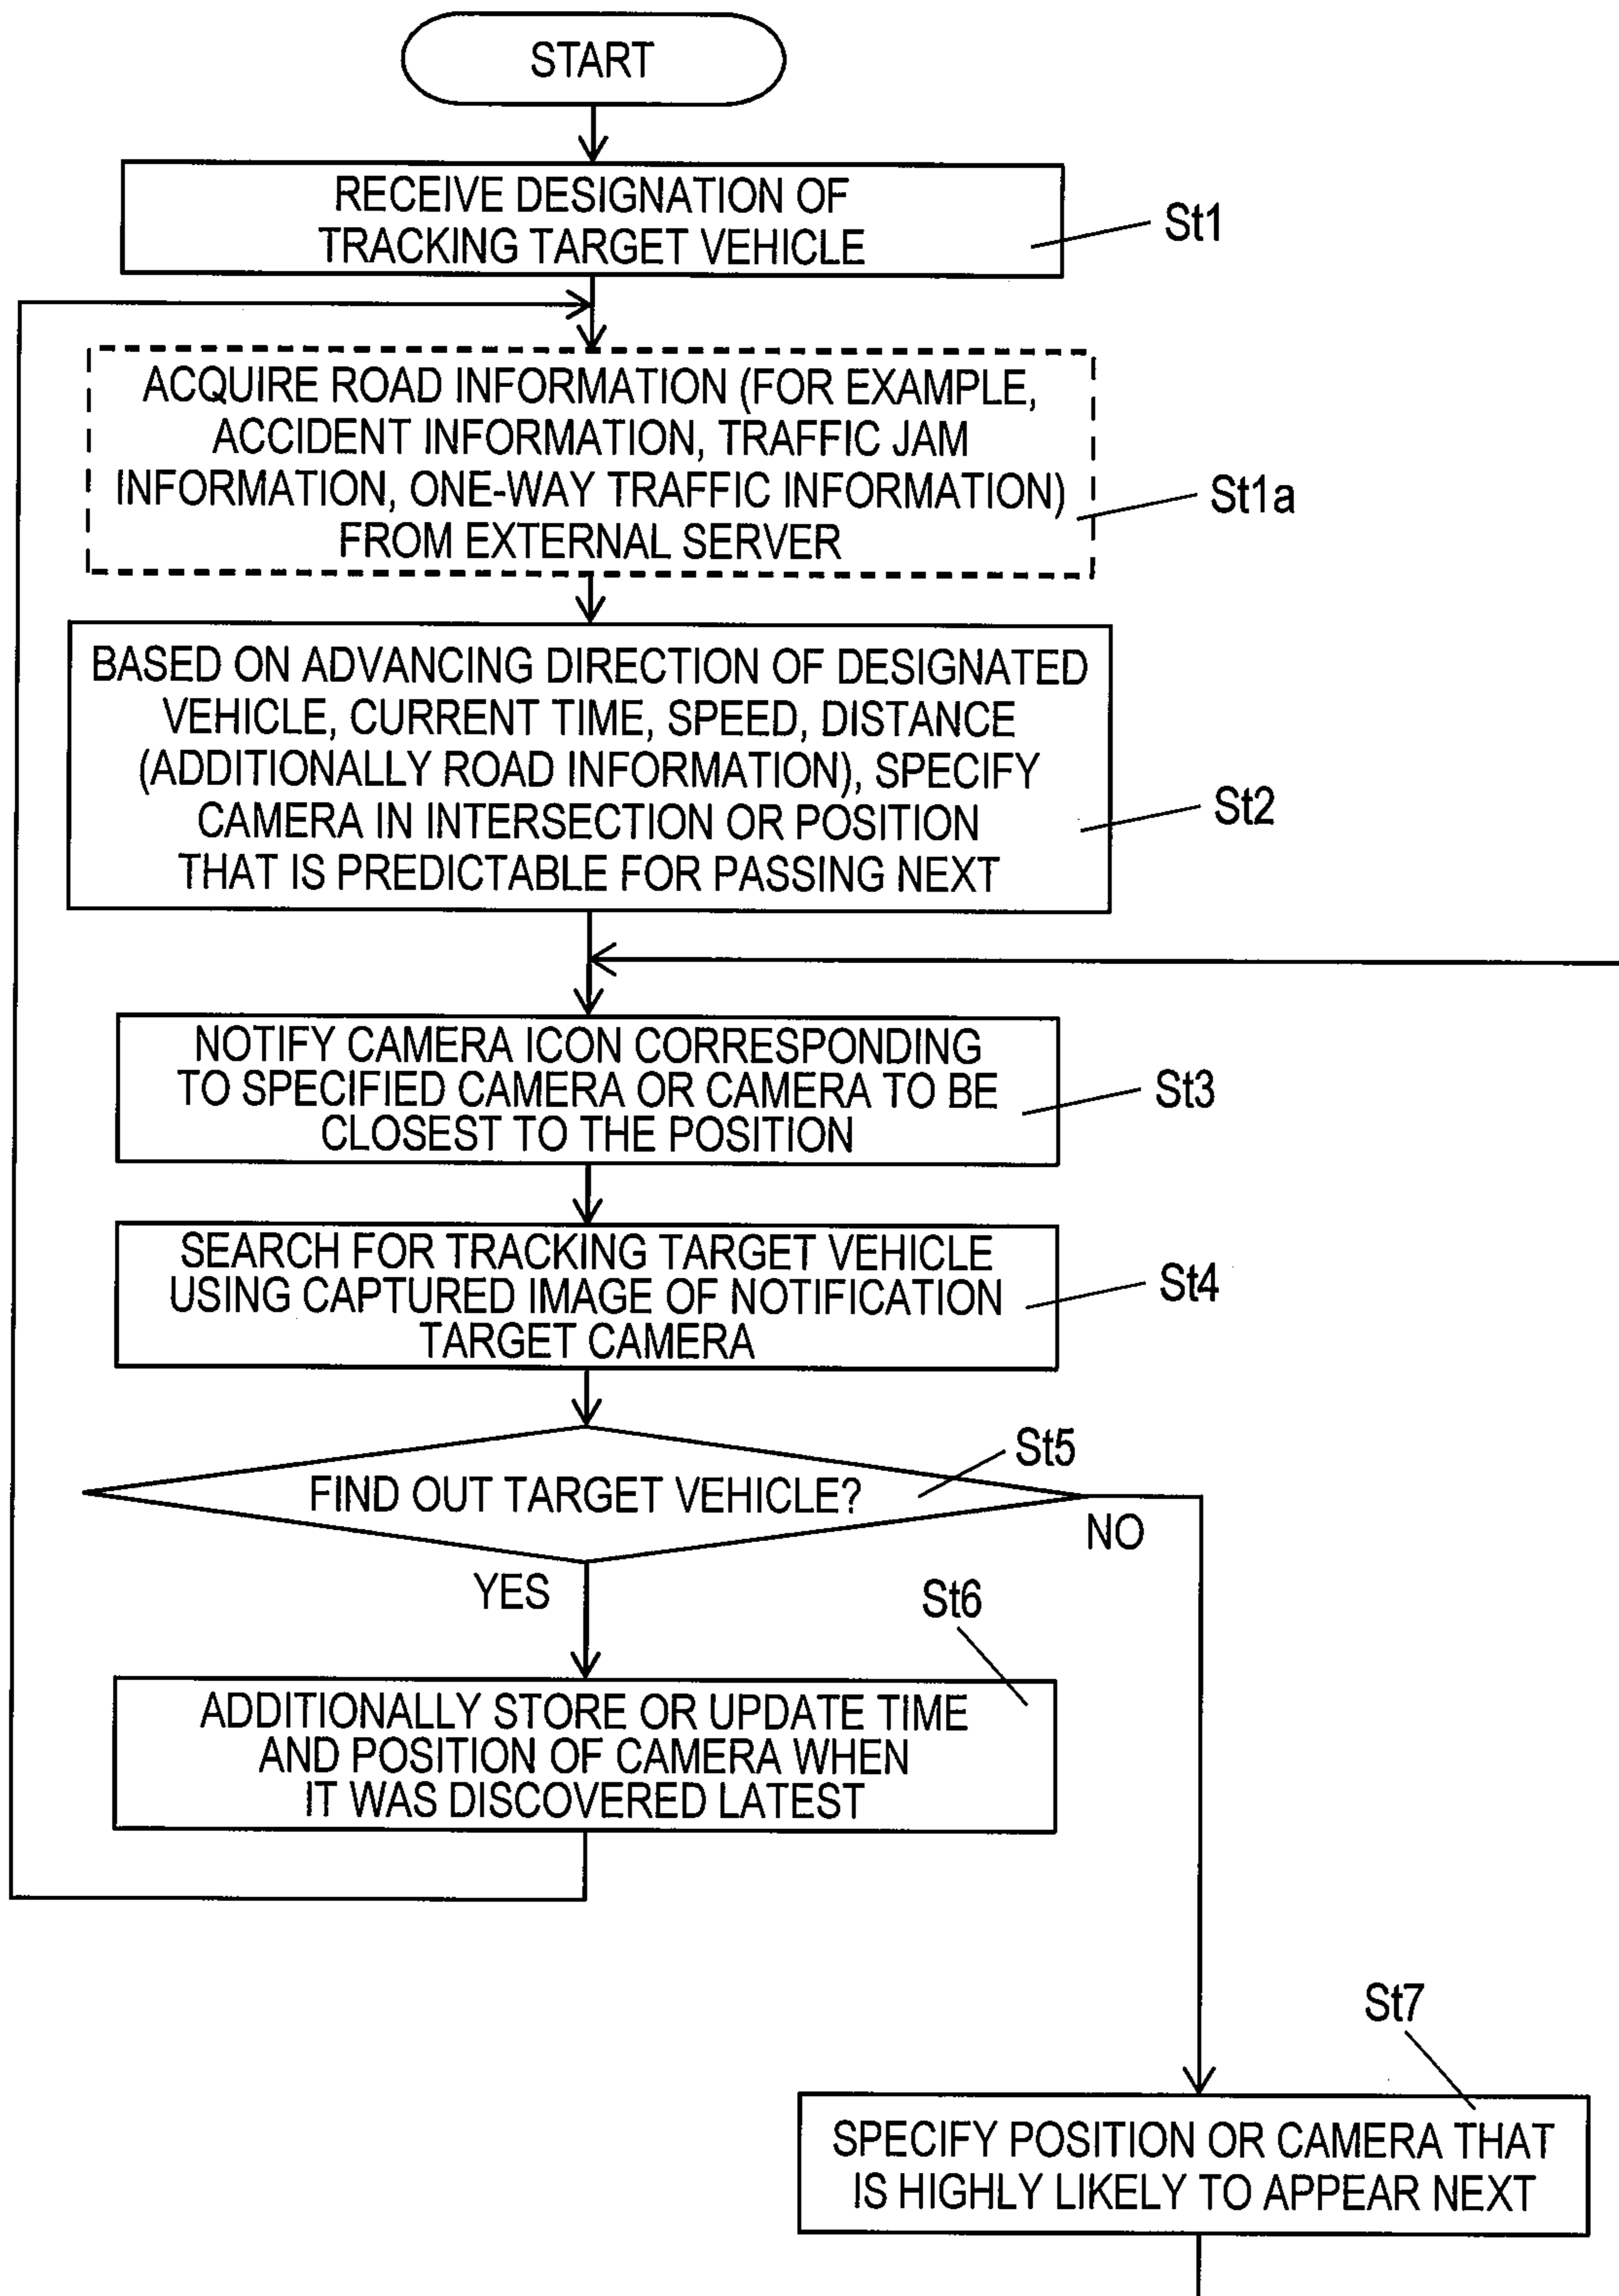 START
RECEIVE DESIGNATION OF
TRACKING TARGET VEHICLE
St1
ACQUIRE ROAD INFORMATION (FOR EXAMPLE,
ACCIDENT INFORMATION, TRAFFIC JAM
INFORMATION, ONE-WAY TRAFFIC INFORMATION)
FROM EXTERNAL SERVER
St1a
BASED ON ADVANCING DIRECTION OF DESIGNATED
VEHICLE, CURRENT TIME, SPEED, DISTANCE
(ADDITIONALLY ROAD INFORMATION), SPECIFY
CAMERA IN INTERSECTION OR POSITION
THAT IS PREDICTABLE FOR PASSING NEXT
St2
NOTIFY CAMERA ICON CORRESPONDING
TO SPECIFIED CAMERA OR CAMERA TO BE
CLOSEST TO THE POSITION
St3
SEARCH FOR TRACKING TARGET VEHICLE
USING CAPTURED IMAGE OF NOTIFICATION
TARGET CAMERA
St4
FIND OUT TARGET VEHICLE?
St5
NO
YES
St6
ADDITIONALLY STORE OR UPDATE TIME
AND POSITION OF CAMERA WHEN
IT WAS DISCOVERED LATEST
St7
SPECIFY POSITION OR CAMERA THAT
IS HIGHLY LIKELY TO APPEAR NEXT